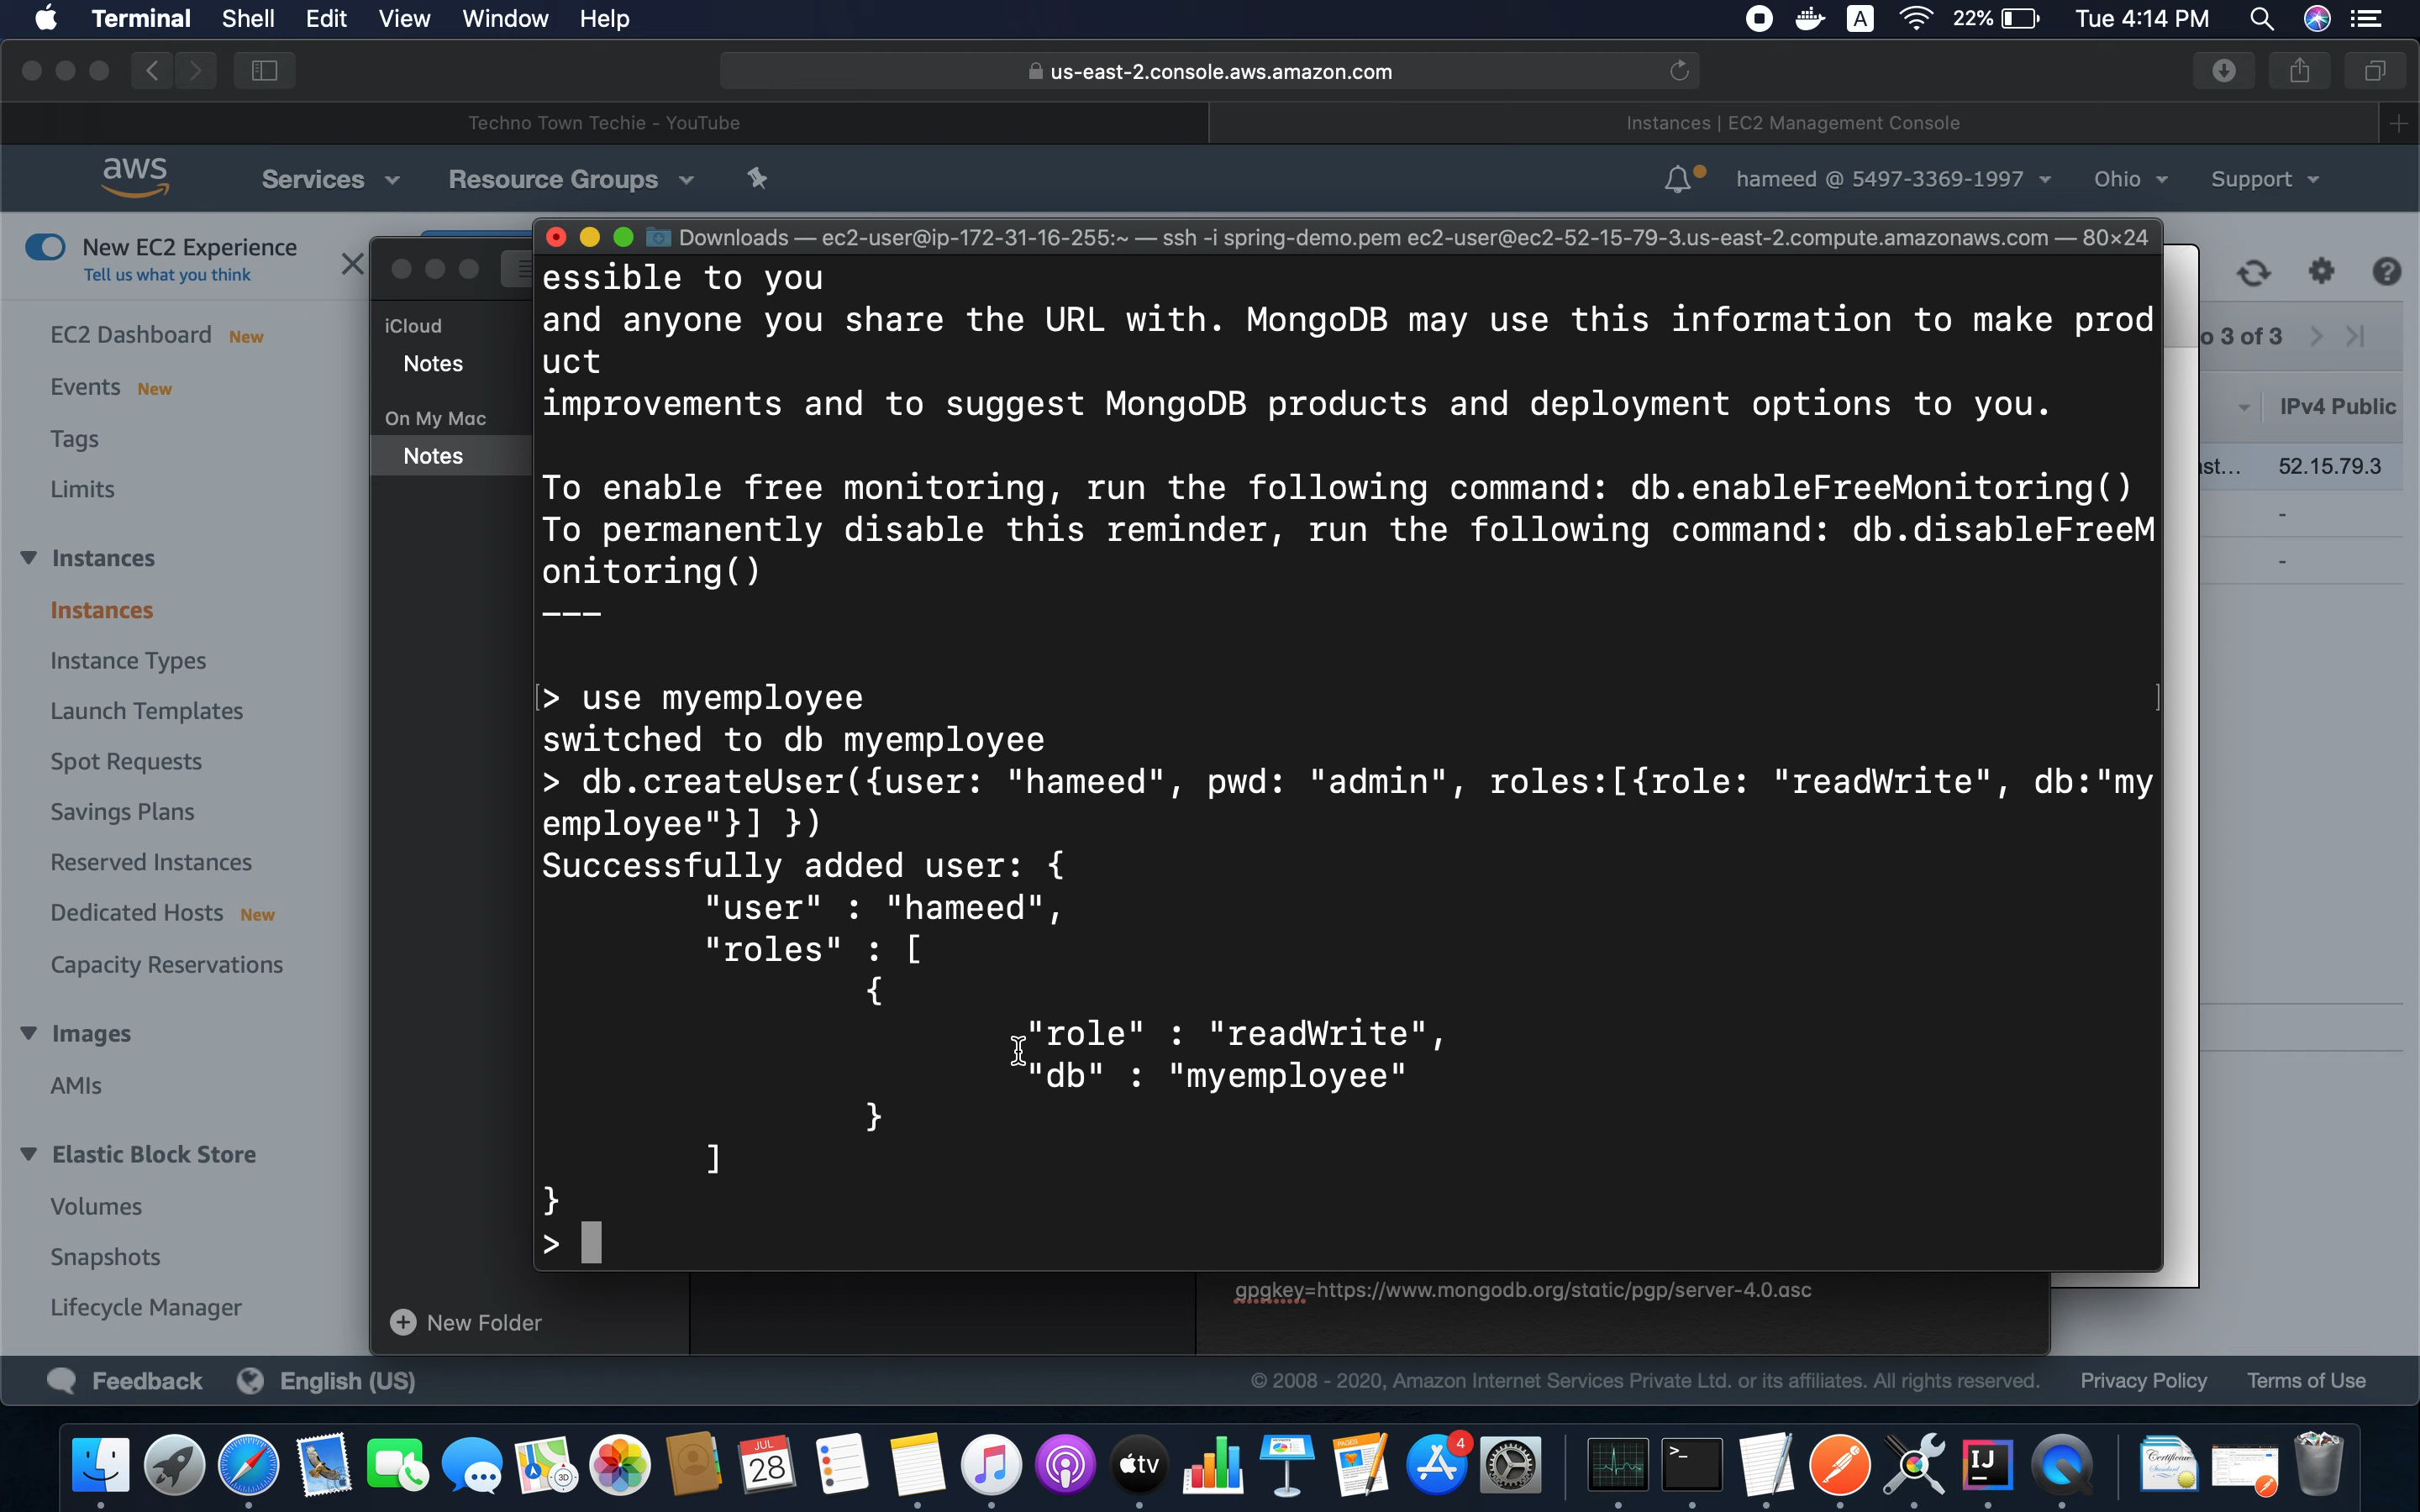 Terminal Shell Edit View Window Help
A 22% Tue 4:14 PM
us-east-2.console.aws.amazon.com
Techno Town Techie - YouTube
Instances | EC2 Management Console
aws Services Resource Groups hameed @ 5497-3369-1997 Ohio Support
New EC2 Experience
Tell us what you think
EC2 Dashboard New
Events New
Tags
Limits
Instances
Instances
Instance Types
Launch Templates
Spot Requests
Savings Plans
Reserved Instances
Dedicated Hosts New
Capacity Reservations
Images
AMIs
Elastic Block Store
Volumes
Snapshots
Lifecycle Manager
iCloud
Notes
On My Mac
Notes
New Folder
Downloads — ec2-user@ip-172-31-16-255:~ — ssh -i spring-demo.pem ec2-user@ec2-52-15-79-3.us-east-2.compute.amazonaws.com — 80×24
essible to you
and anyone you share the URL with. MongoDB may use this information to make prod
uct
improvements and to suggest MongoDB products and deployment options to you.
To enable free monitoring, run the following command: db.enableFreeMonitoring()
To permanently disable this reminder, run the following command: db.disableFreeM
onitoring()
---
> use myemployee
switched to db myemployee
> db.createUser({user: "hameed", pwd: "admin", roles:[{role: "readWrite", db:"my
employee"}] })
Successfully added user: {
"user" : "hameed",
"roles" : [
{
"role" : "readWrite",
"db" : "myemployee"
}
]
}
>
o 3 of 3
IPv4 Public
ast... 52.15.79.3
-
-
gpgkey=https://www.mongodb.org/static/pgp/server-4.0.asc
Feedback English (US) © 2008 - 2020, Amazon Internet Services Private Ltd. or its affiliates. All rights reserved. Privacy Policy Terms of Use
3D
JUL
28
tv
PAGES
4
>_
IJ